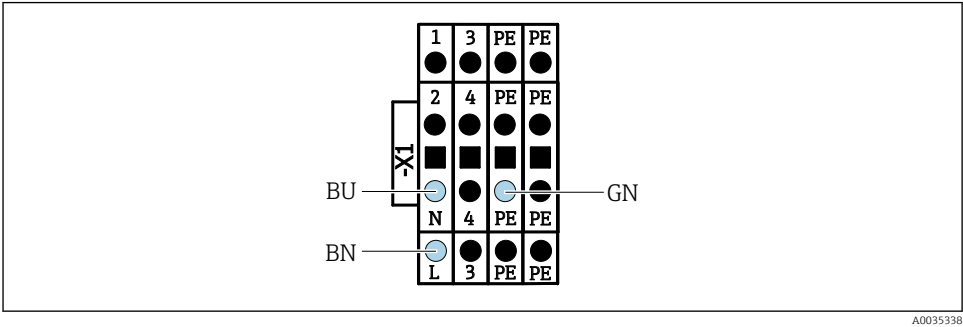 1 3 PE PE
2 4 PE PE
-X1
BU GN
N 4 PE PE
BN
L 3 PE PE
A0035338